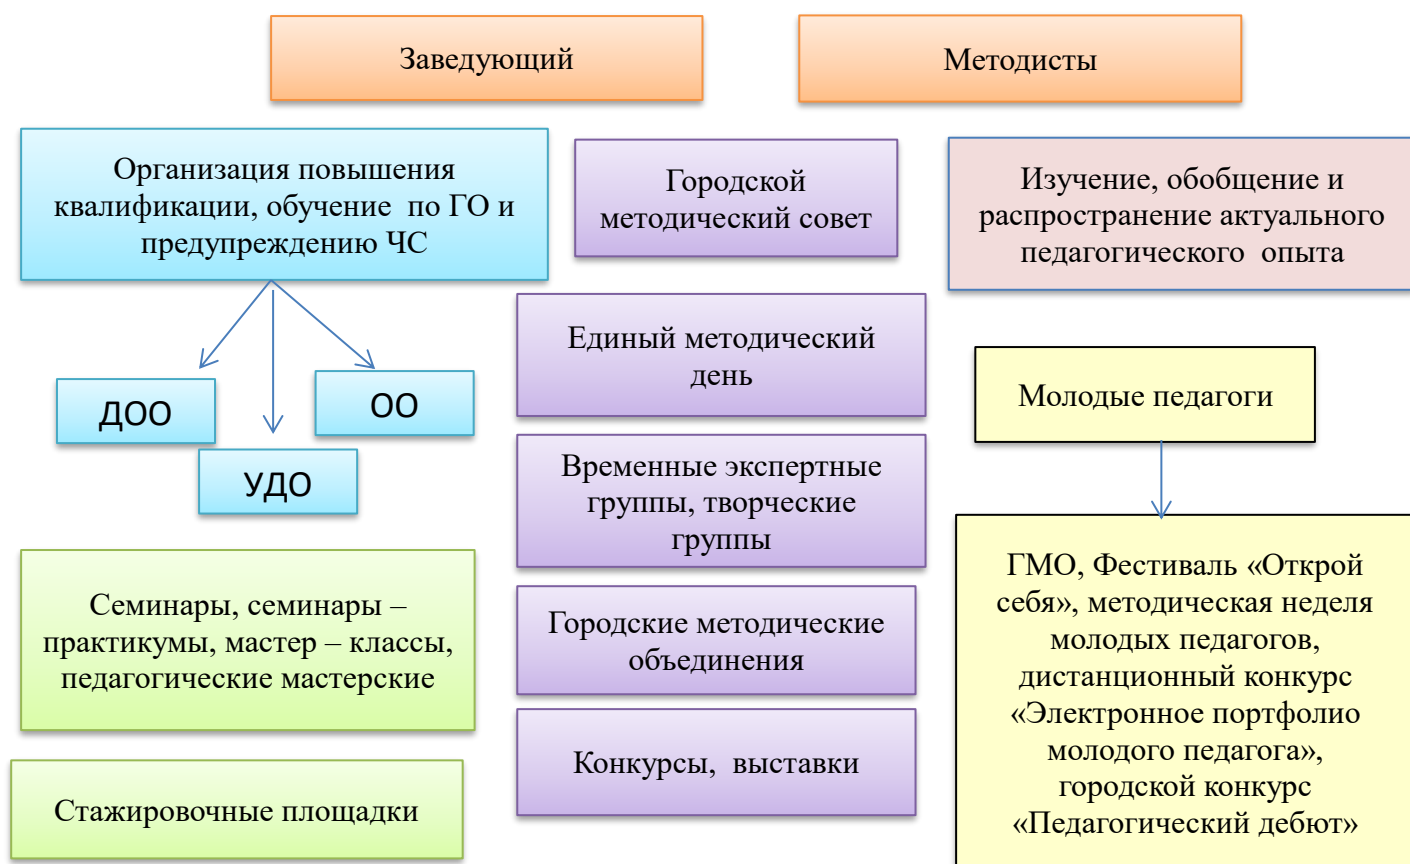 Заведующий
Методисты
Организация повышения
квалификации, обучение по ГО и
предупреждению ЧС
Городской
методический совет
Изучение, обобщение и
распространение актуального
педагогического опыта
Единый методический
день
ДОО
ОО
УДО
Молодые педагоги
Временные экспертные
группы, творческие
группы
Семинары, семинары –
практикумы, мастер – классы,
педагогические мастерские
Городские методические
объединения
ГМО, Фестиваль «Открой
себя», методическая неделя
молодых педагогов,
дистанционный конкурс
«Электронное портфолио
молодого педагога»,
городской конкурс
«Педагогический дебют»
Конкурсы, выставки
Стажировочные площадки